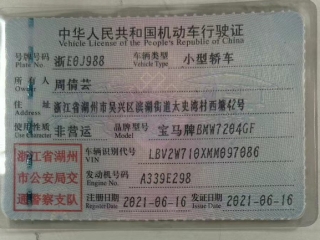 中华人民共和国机动车行驶证
Vehicle License of the People's Republic of China
号牌号码 浙E0J988 车辆类型 小型轿车
Plate No. Vehicle Type
所有人 周倩芸
Owner
住址 浙江省湖州市吴兴区滨湖街道大史湾村西塘42号
Address
使用性质 非营运 品牌型号 宝马牌BMW7204GF
Use Character Model
浙江省湖州市公安局交通警察支队
车辆识别代号 LBV2W710XMM097086
VIN
发动机号码 A339E298
Engine No.
注册日期 2021-06-16 发证日期 2021-06-16
Register Date Issue Date